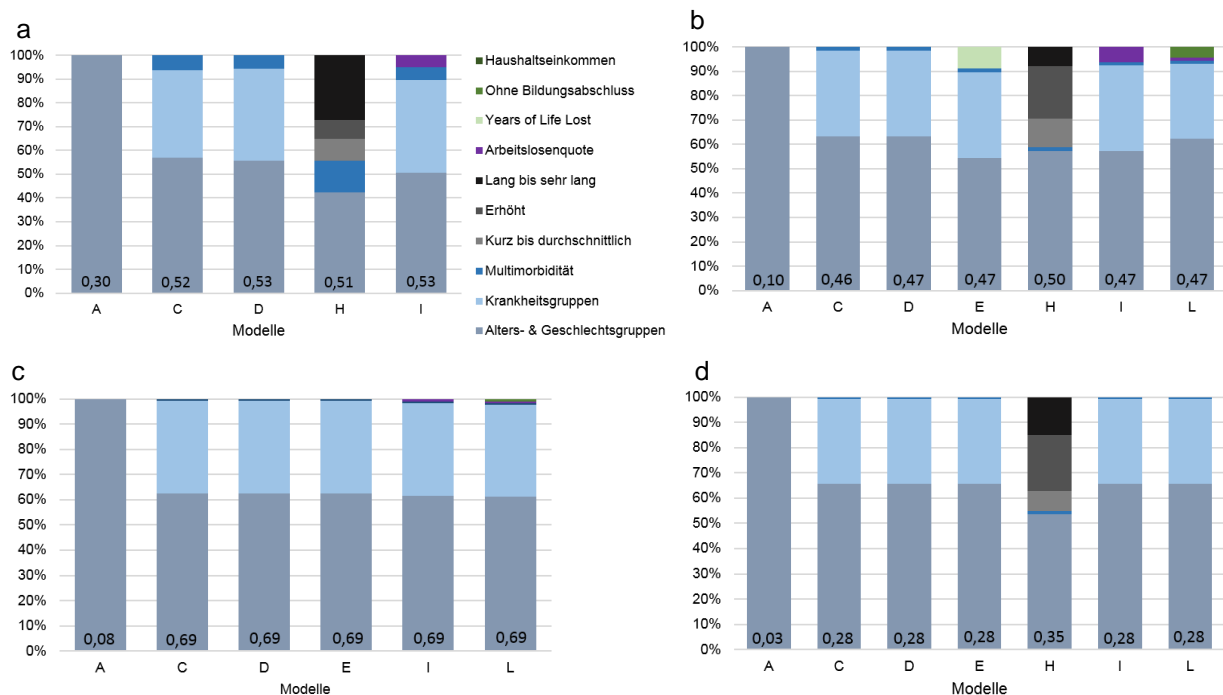 a
100%
90%
80%
70%
60%
50%
40%
30%
20%
10%
0%
0,30 0,52 0,53 0,51 0,53
A C D H I
Modelle
Haushaltseinkommen
Ohne Bildungsabschluss
Years of Life Lost
Arbeitslosenquote
Lang bis sehr lang
Erhöht
Kurz bis durchschnittlich
Multimorbidität
Krankheitsgruppen
Alters- & Geschlechtsgruppen
b
100%
90%
80%
70%
60%
50%
40%
30%
20%
10%
0%
0,10 0,46 0,47 0,47 0,50 0,47 0,47
A C D E H I L
Modelle
c
100%
90%
80%
70%
60%
50%
40%
30%
20%
10%
0%
0,08 0,69 0,69 0,69 0,69 0,69
A C D E I L
Modelle
d
100%
90%
80%
70%
60%
50%
40%
30%
20%
10%
0%
0,03 0,28 0,28 0,28 0,35 0,28 0,28
A C D E H I L
Modelle